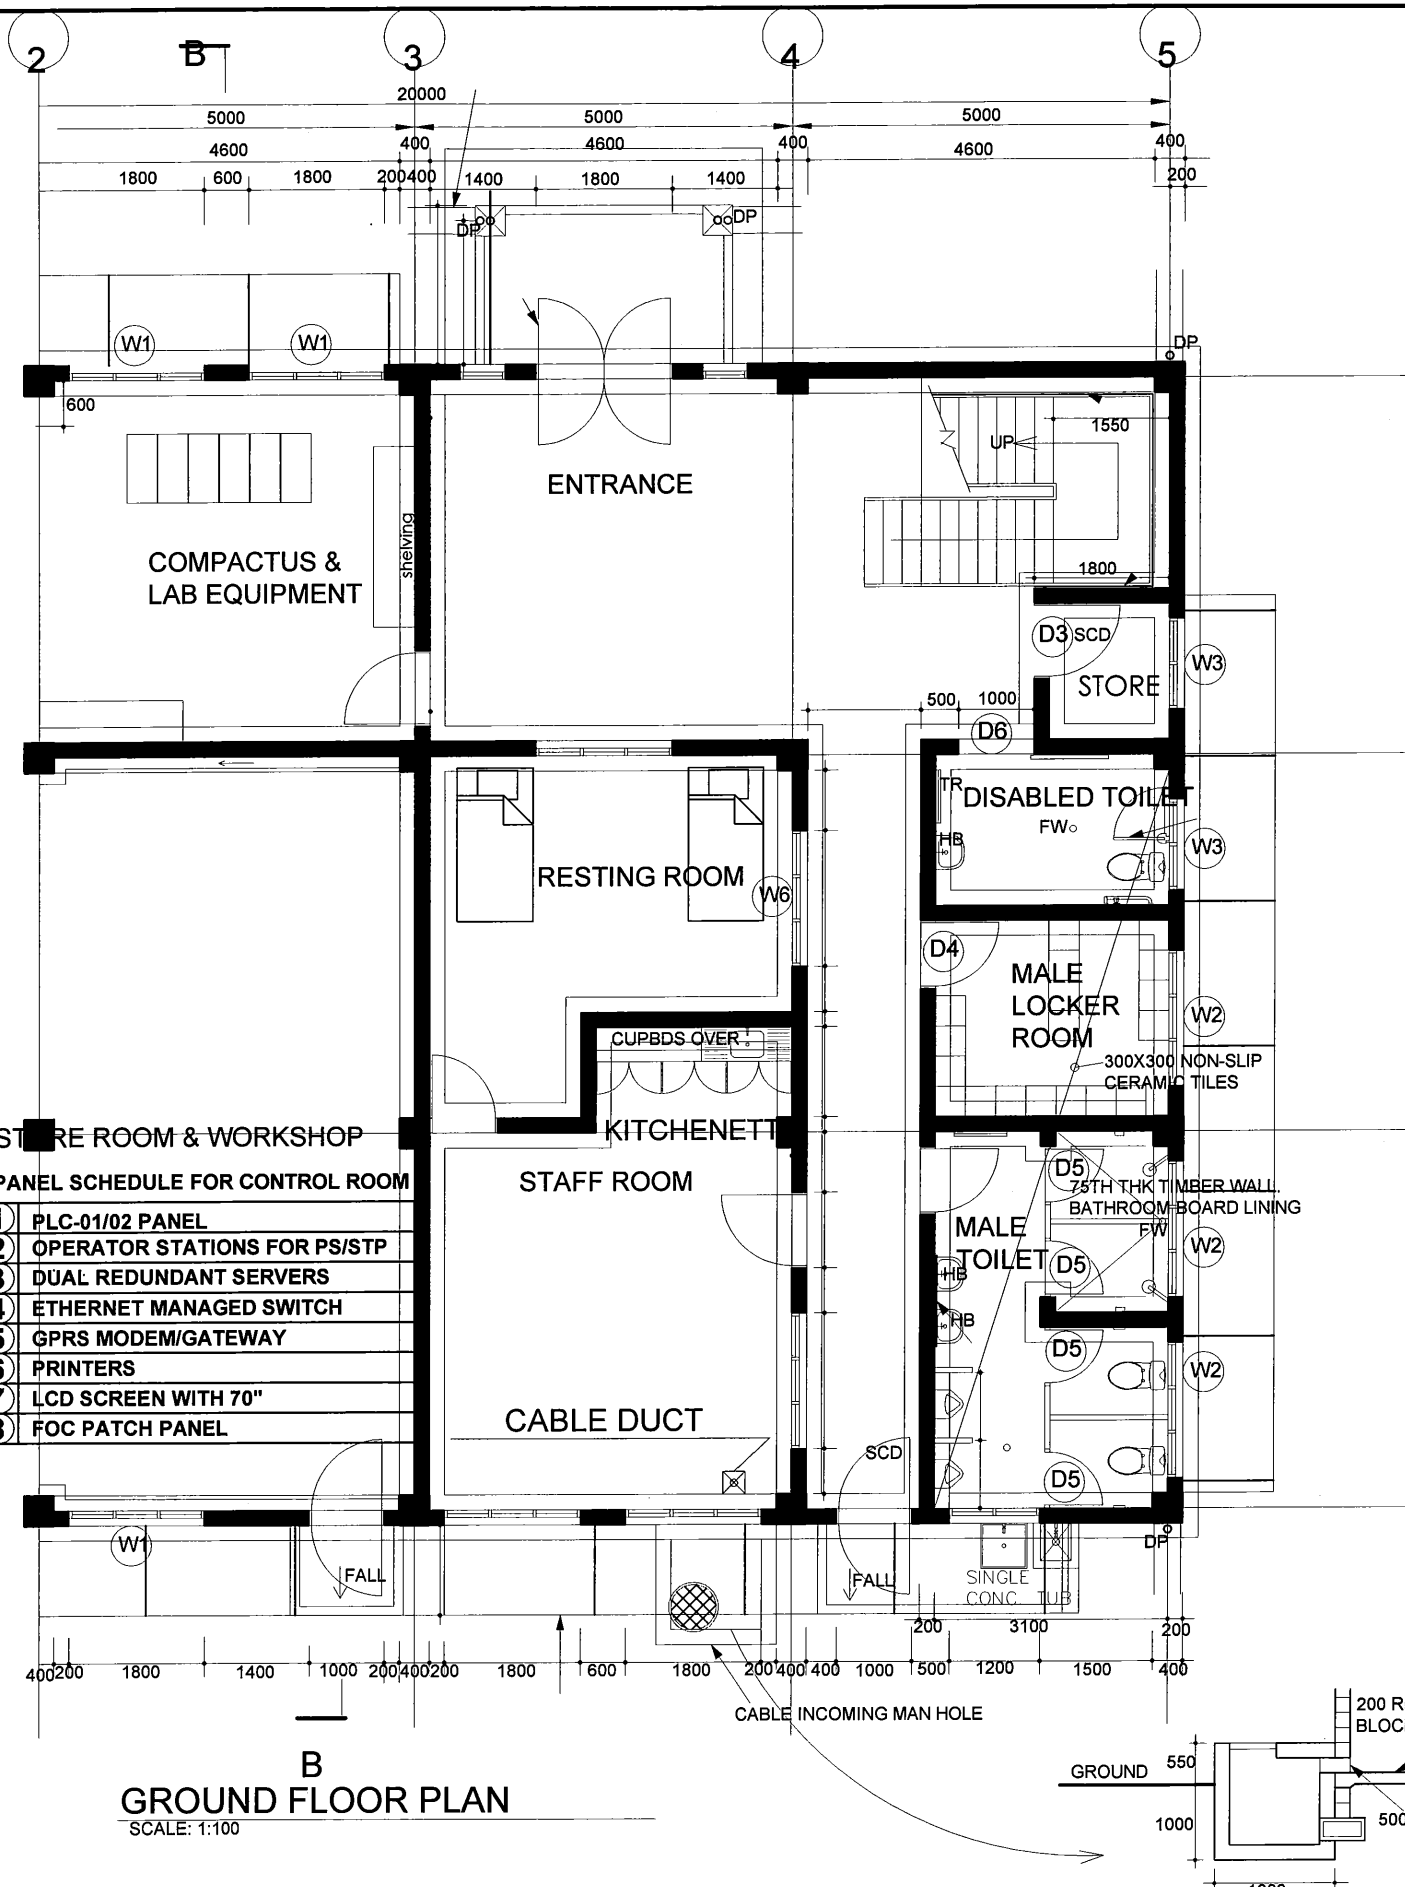 2
B
3
4
5
20000
5000
5000
5000
4600
400
4600
400
4600
400
1800
600
1800
200
400
1400
1800
1400
200
DP
DP
W1
W1
DP
600
1550
UP
ENTRANCE
shelving
COMPACTUS &
LAB EQUIPMENT
1800
D3
SCD
W3
STORE
500
1000
D6
TR
DISABLED TOILET
FW
HB
W3
RESTING ROOM
W6
D4
MALE
LOCKER
ROOM
W2
CUPBDS OVER
300X300 NON-SLIP
CERAMIC TILES
KITCHENETT
RE ROOM & WORKSHOP
PANEL SCHEDULE FOR CONTROL ROOM
STAFF ROOM
D5
75TH THK TIMBER WALL.
BATHROOM BOARD LINING
FW
PLC-01/02 PANEL
OPERATOR STATIONS FOR PS/STP
DUAL REDUNDANT SERVERS
ETHERNET MANAGED SWITCH
GPRS MODEM/GATEWAY
PRINTERS
LCD SCREEN WITH 70"
FOC PATCH PANEL
MALE
TOILET
D5
W2
HB
HB
D5
W2
CABLE DUCT
SCD
D5
W1
DP
FALL
FALL
SINGLE
CONC. TUB
200
3100
200
400
200
1800
1400
1000
200
400
200
1800
600
1800
200
400
400
1000
500
1200
1500
400
CABLE INCOMING MAN HOLE
B
GROUND FLOOR PLAN
SCALE: 1:100
200 R
BLOC
GROUND
550
1000
500